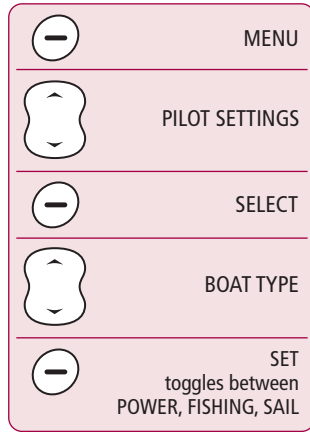 MENU
PILOT SETTINGS
SELECT
BOAT TYPE
SET
toggles between
POWER, FISHING, SAIL